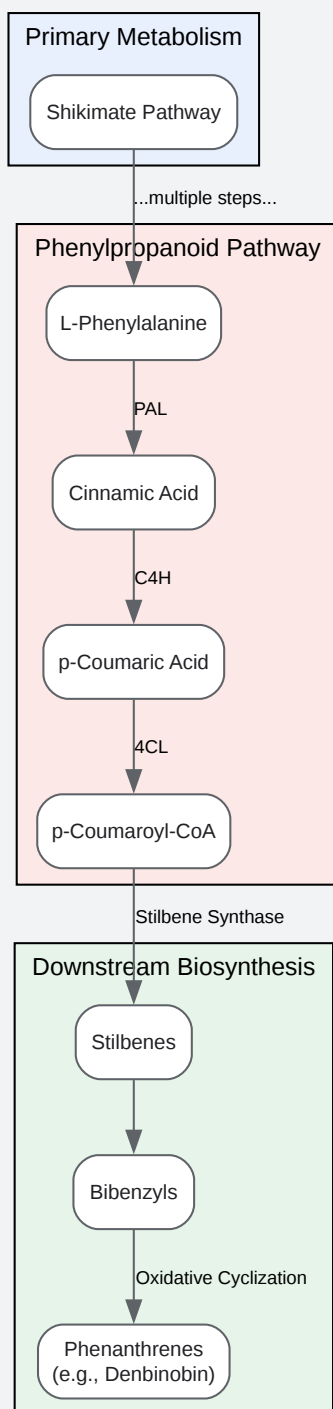 Primary Metabolism
Shikimate Pathway
...multiple steps...
Phenylpropanoid Pathway
L-Phenylalanine
PAL
Cinnamic Acid
C4H
p-Coumaric Acid
4CL
p-Coumaroyl-CoA
Stilbene Synthase
Downstream Biosynthesis
Stilbenes
Bibenzyls
Oxidative Cyclization
Phenanthrenes
(e.g., Denbinobin)